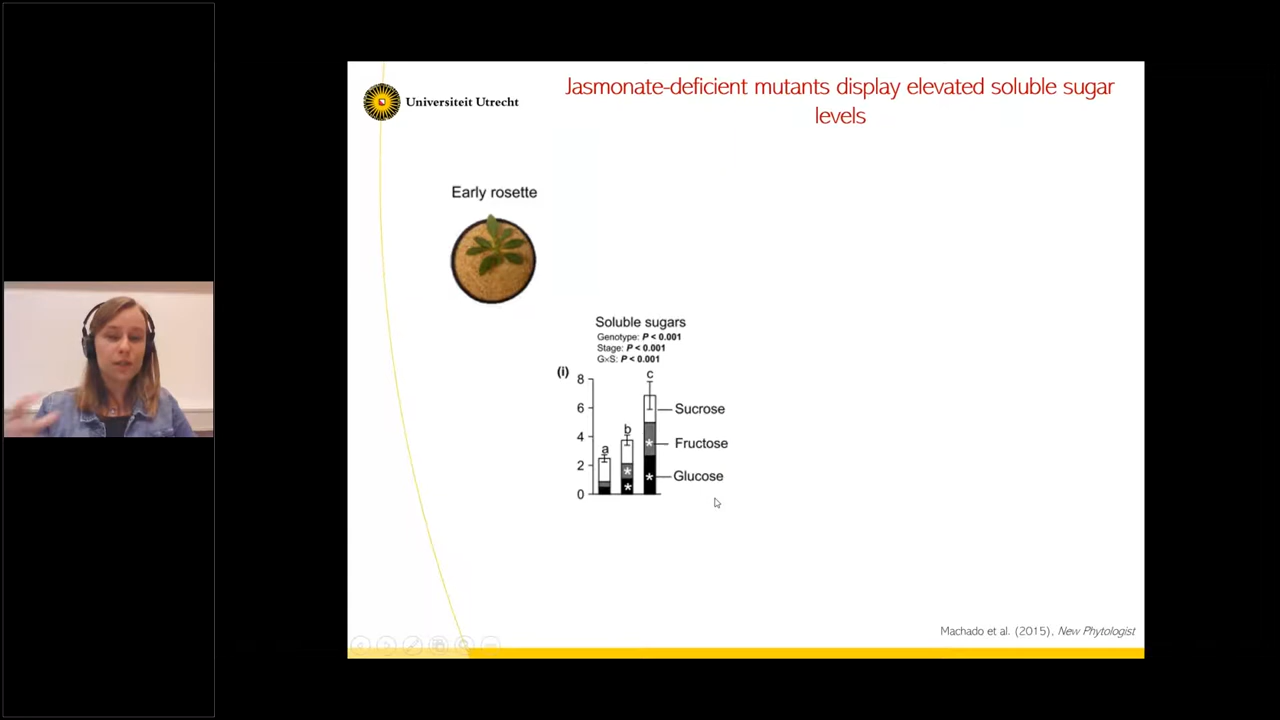 Universiteit Utrecht
Jasmonate-deficient mutants display elevated soluble sugar
levels
Early rosette
Soluble sugars
Genotype: P < 0.001
Stage: P < 0.001
G×S: P < 0.001
(i)
8
6
4
2
0
a
b
c
*
*
*
*
Sucrose
Fructose
Glucose
Machado et al. (2015), New Phytologist